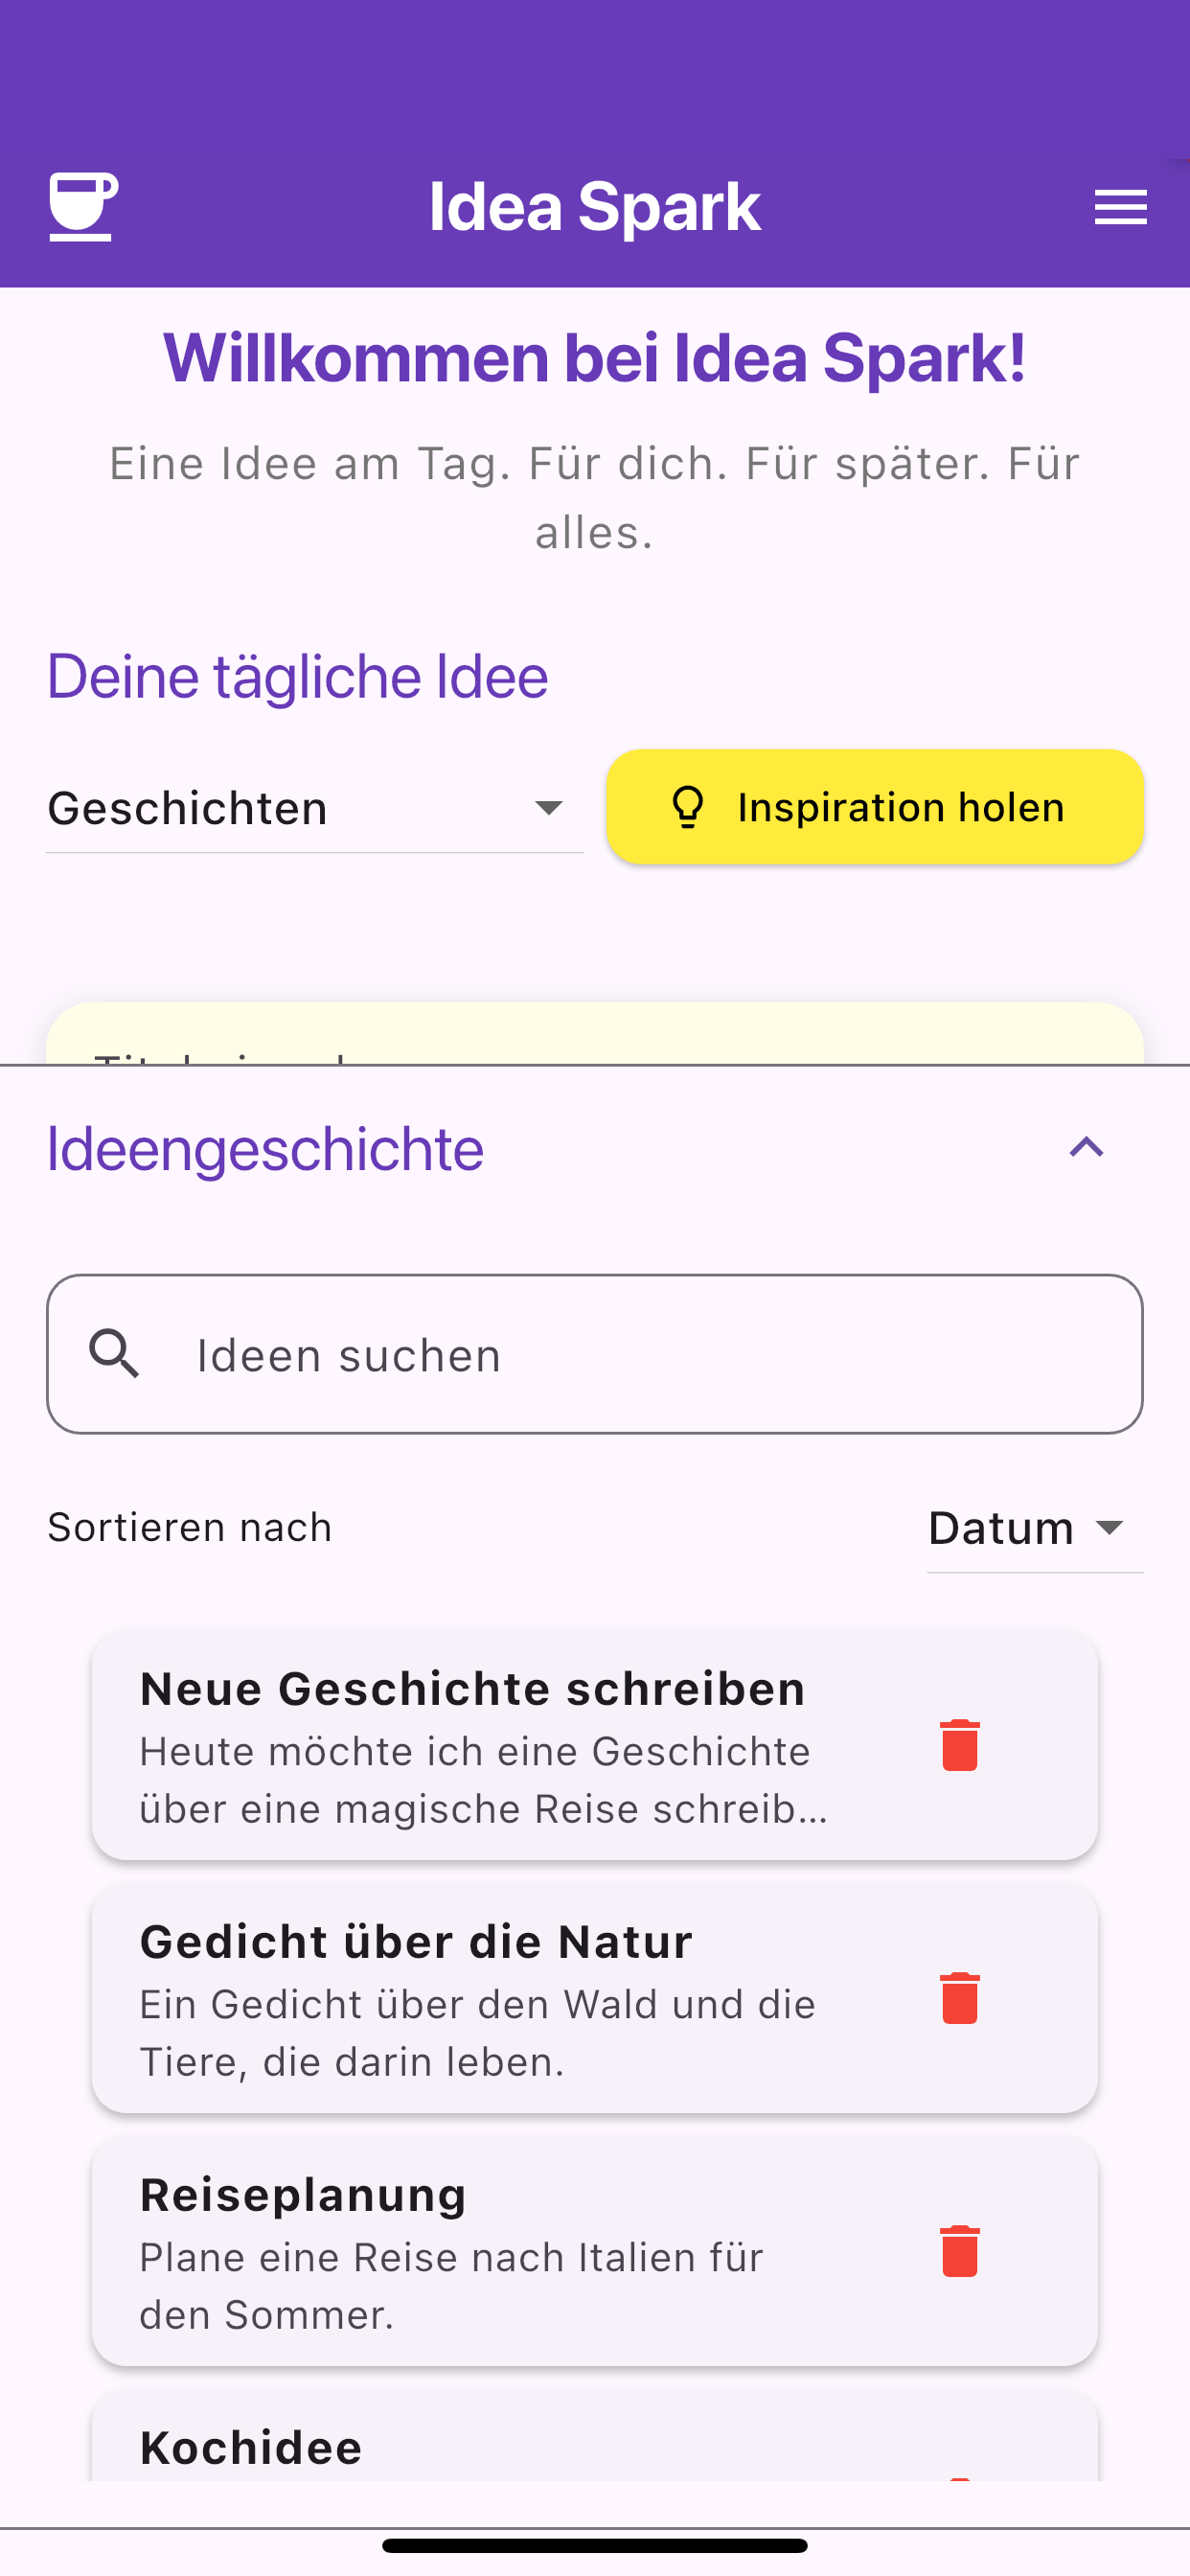 Idea Spark
Willkommen bei Idea Spark!
Eine Idee am Tag. Für dich. Für später. Für
alles.
Deine tägliche Idee
Geschichten
Inspiration holen
Ideengeschichte
Ideen suchen
Sortieren nach
Datum
Neue Geschichte schreiben
Heute möchte ich eine Geschichte
über eine magische Reise schreib...
Gedicht über die Natur
Ein Gedicht über den Wald und die
Tiere, die darin leben.
Reiseplanung
Plane eine Reise nach Italien für
den Sommer.
Kochidee